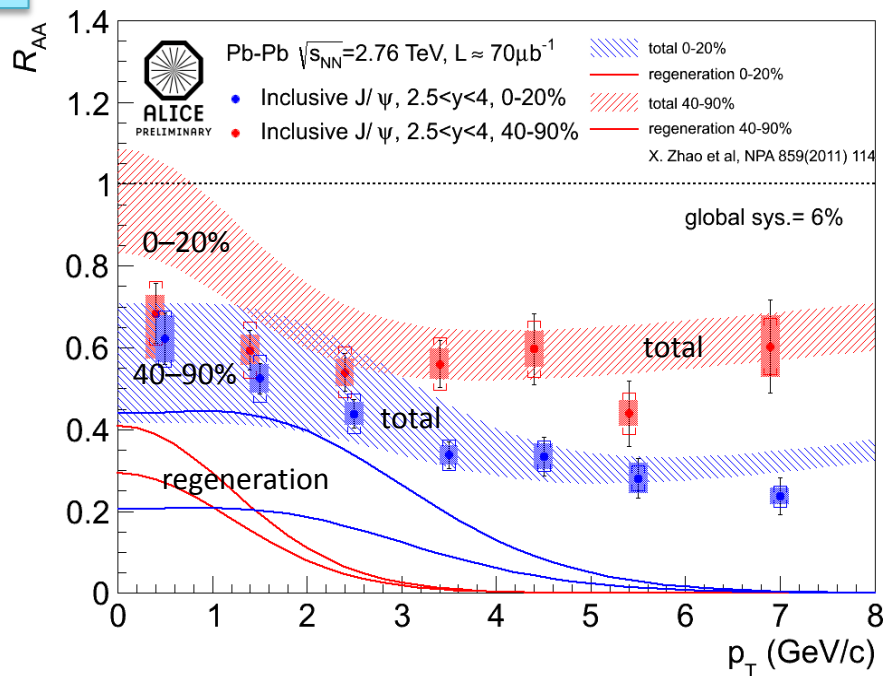 R_AA
1.4
1.2
1
0.8
0.6
0.4
0.2
0
ALICE
PRELIMINARY
Pb-Pb √s_NN=2.76 TeV, L ≈ 70μb⁻¹
Inclusive J/ ψ, 2.5<y<4, 0-20%
Inclusive J/ ψ, 2.5<y<4, 40-90%
total 0-20%
regeneration 0-20%
total 40-90%
regeneration 40-90%
X. Zhao et al, NPA 859(2011) 114
global sys.= 6%
0–20%
total
40–90%
total
regeneration
0 1 2 3 4 5 6 7 8
p_T (GeV/c)